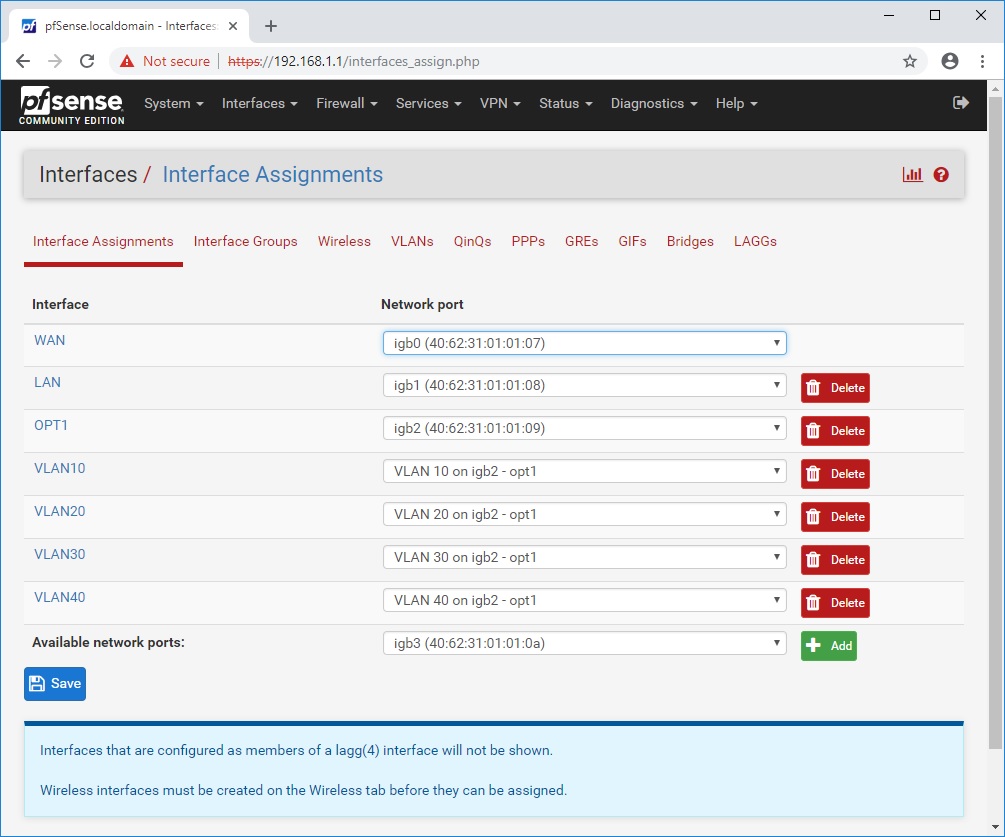 pfSense.localdomain - Interfaces:
Not secure | https://192.168.1.1/interfaces_assign.php
pfsense
COMMUNITY EDITION
System Interfaces Firewall Services VPN Status Diagnostics Help
Interfaces / Interface Assignments
Interface Assignments Interface Groups Wireless VLANs QinQs PPPs GREs GIFs Bridges LAGGs
Interface Network port
WAN igb0 (40:62:31:01:01:07)
LAN igb1 (40:62:31:01:01:08) Delete
OPT1 igb2 (40:62:31:01:01:09) Delete
VLAN10 VLAN 10 on igb2 - opt1 Delete
VLAN20 VLAN 20 on igb2 - opt1 Delete
VLAN30 VLAN 30 on igb2 - opt1 Delete
VLAN40 VLAN 40 on igb2 - opt1 Delete
Available network ports: igb3 (40:62:31:01:01:0a) Add
Save
Interfaces that are configured as members of a lagg(4) interface will not be shown.
Wireless interfaces must be created on the Wireless tab before they can be assigned.